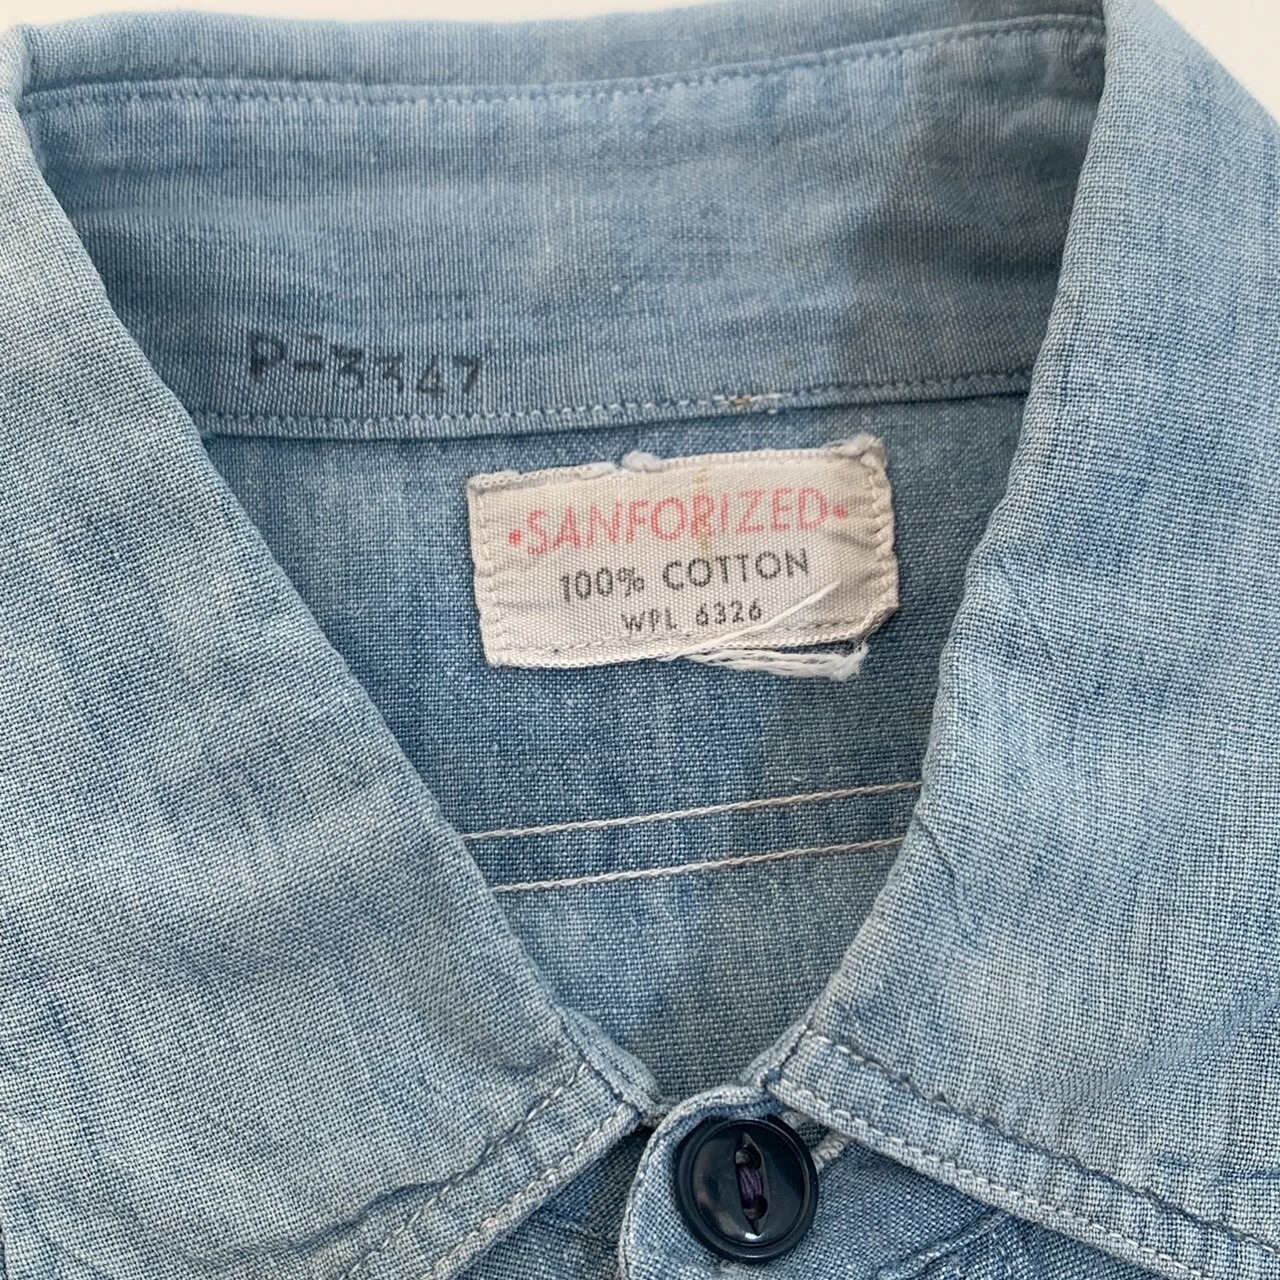 P-3347
•SANFORIZED•
100% COTTON
WPL 6326